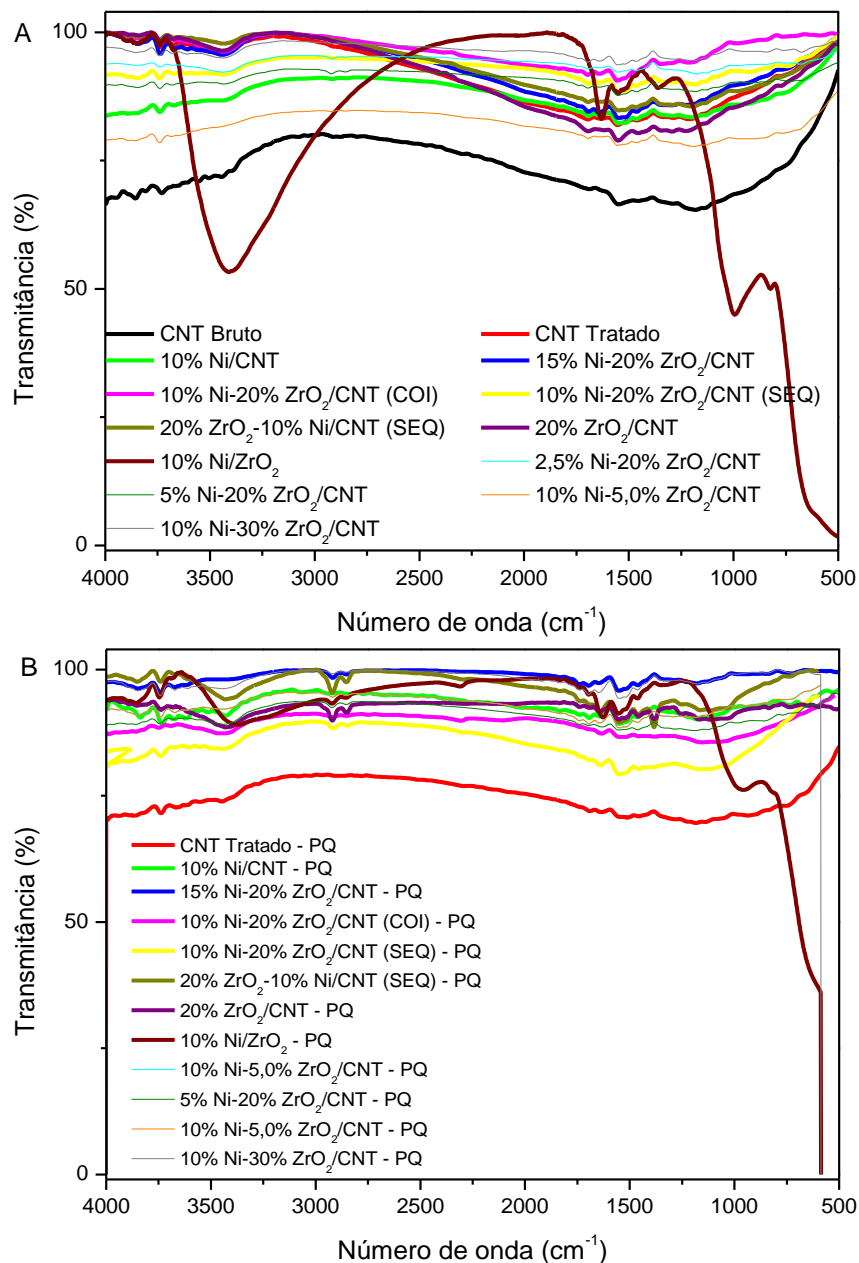 A
Transmitância (%)
100
50
0
CNT Bruto
CNT Tratado
10% Ni/CNT
15% Ni-20% ZrO₂/CNT
10% Ni-20% ZrO₂/CNT (COI)
10% Ni-20% ZrO₂/CNT (SEQ)
20% ZrO₂-10% Ni/CNT (SEQ)
20% ZrO₂/CNT
10% Ni/ZrO₂
2,5% Ni-20% ZrO₂/CNT
5% Ni-20% ZrO₂/CNT
10% Ni-5,0% ZrO₂/CNT
10% Ni-30% ZrO₂/CNT
4000 3500 3000 2500 2000 1500 1000 500
Número de onda (cm⁻¹)
B
Transmitância (%)
100
50
0
CNT Tratado - PQ
10% Ni/CNT - PQ
15% Ni-20% ZrO₂/CNT - PQ
10% Ni-20% ZrO₂/CNT (COI) - PQ
10% Ni-20% ZrO₂/CNT (SEQ) - PQ
20% ZrO₂-10% Ni/CNT (SEQ) - PQ
20% ZrO₂/CNT - PQ
10% Ni/ZrO₂ - PQ
10% Ni-5,0% ZrO₂/CNT - PQ
5% Ni-20% ZrO₂/CNT - PQ
10% Ni-5,0% ZrO₂/CNT - PQ
10% Ni-30% ZrO₂/CNT - PQ
4000 3500 3000 2500 2000 1500 1000 500
Número de onda (cm⁻¹)